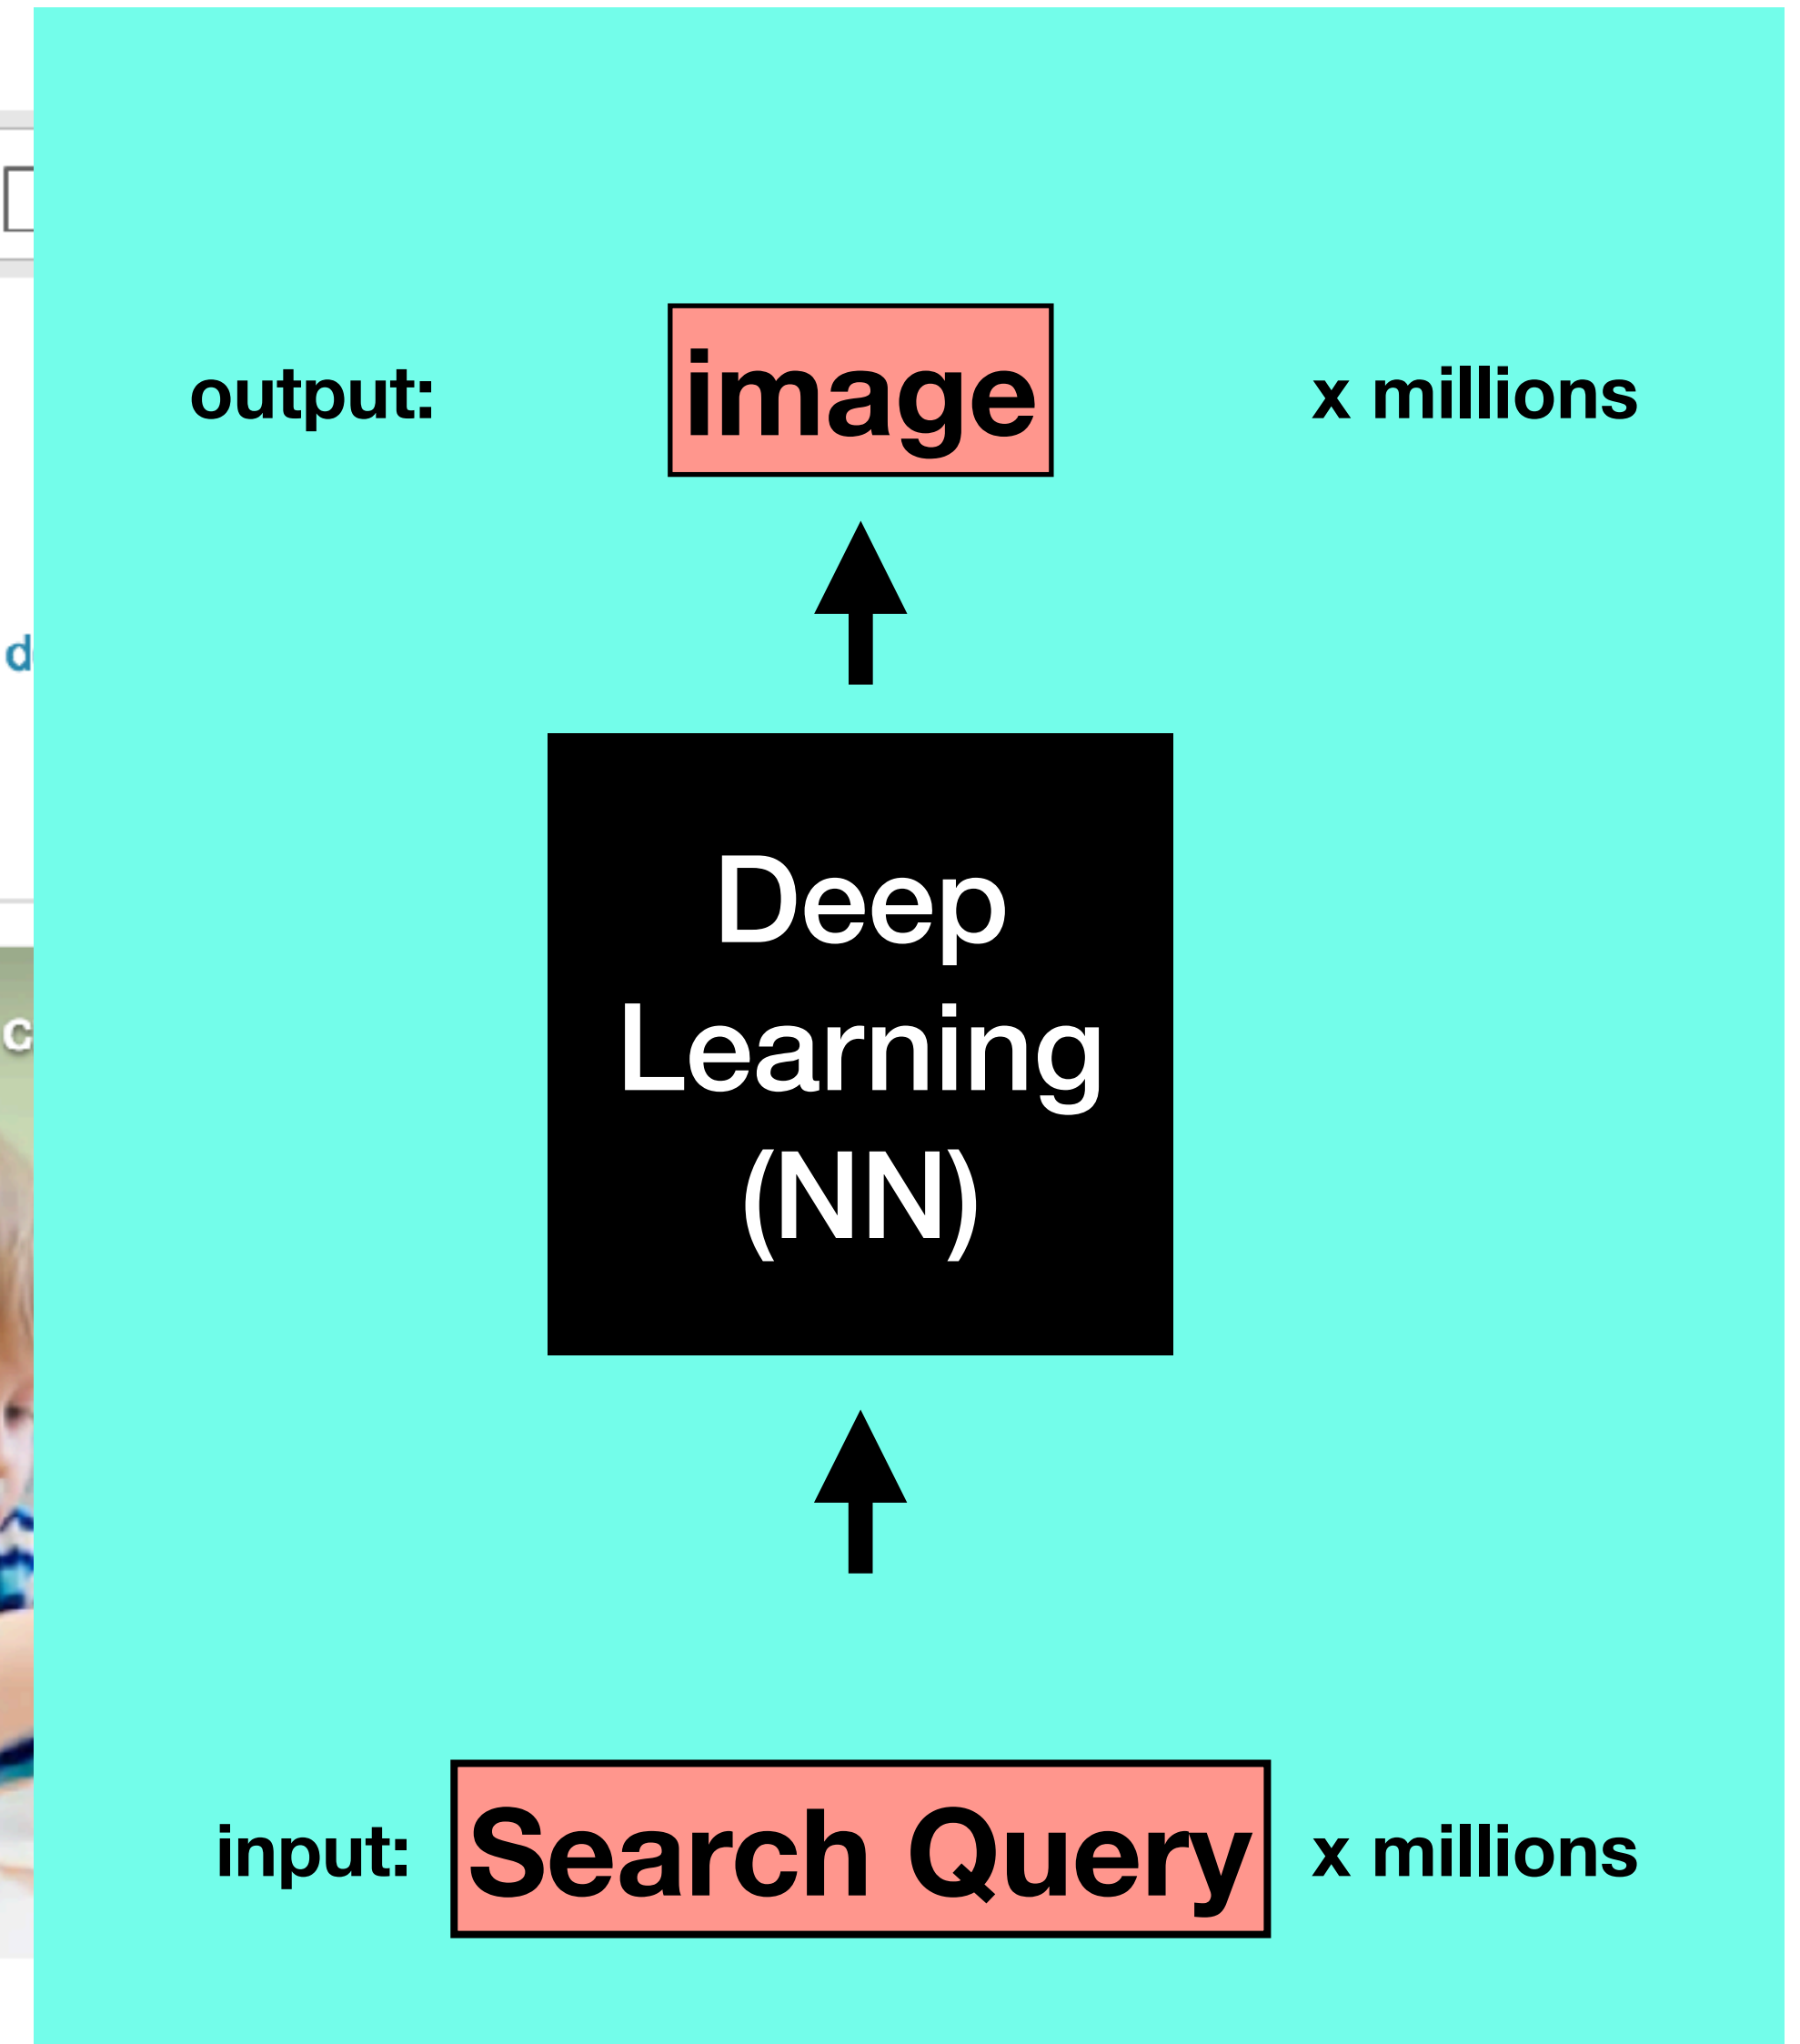 output: image x millions
Deep
Learning
(NN)
input: Search Query x millions